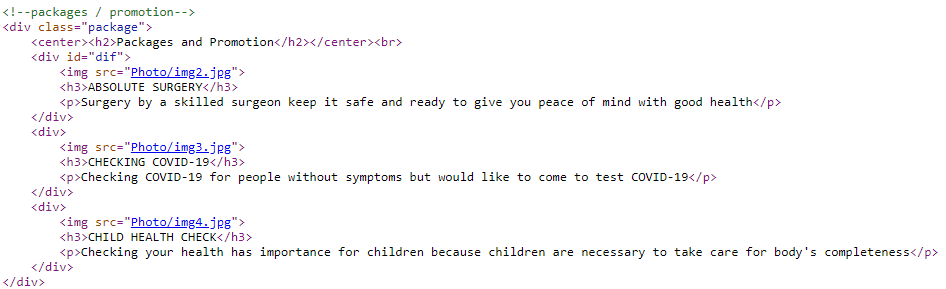 <!--packages / promotion-->
<div class="package">
    <center><h2>Packages and Promotion</h2></center><br>
    <div id="dif">
        <img src="Photo/img2.jpg">
        <h3>ABSOLUTE SURGERY</h3>
        <p>Surgery by a skilled surgeon keep it safe and ready to give you peace of mind with good health</p>
    </div>
    <div>
        <img src="Photo/img3.jpg">
        <h3>CHECKING COVID-19</h3>
        <p>Checking COVID-19 for people without symptoms but would like to come to test COVID-19</p>
    </div>
    <div>
        <img src="Photo/img4.jpg">
        <h3>CHILD HEALTH CHECK</h3>
        <p>Checking your health has importance for children because children are necessary to take care for body's completeness</p>
    </div>
</div>